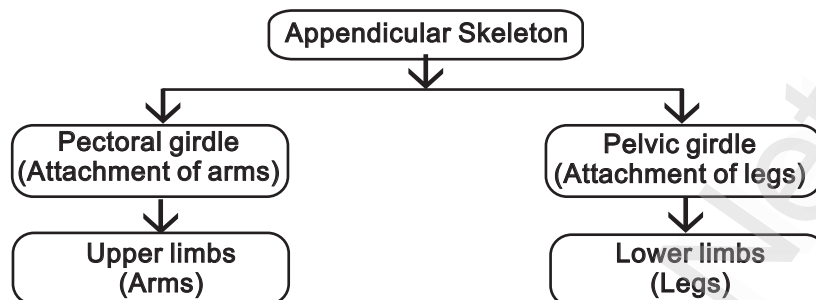 Appendicular Skeleton
Pectoral girdle
(Attachment of arms)
Pelvic girdle
(Attachment of legs)
Upper limbs
(Arms)
Lower limbs
(Legs)